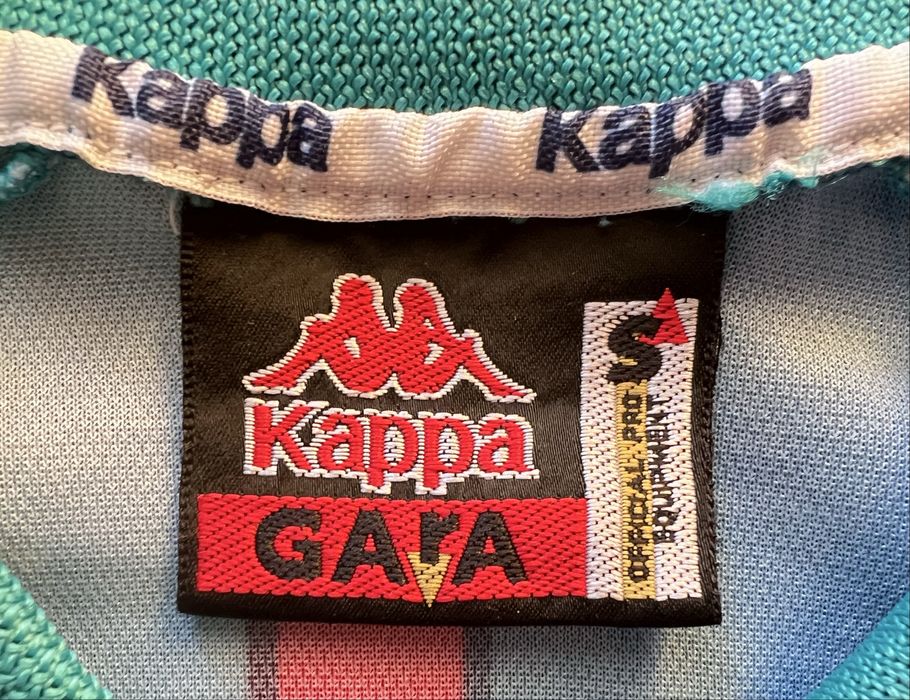 Kappa Kappa
Kappa
GArA
S
OFFICIAL PRO
EQUIPMENT